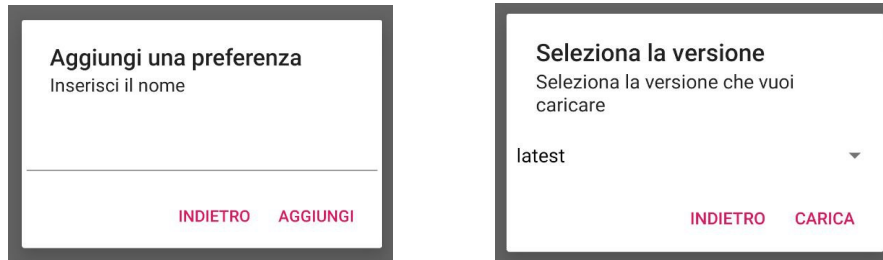 Aggiungi una preferenza
Inserisci il nome
INDIETRO AGGIUNGI
Seleziona la versione
Seleziona la versione che vuoi
caricare
latest
INDIETRO CARICA